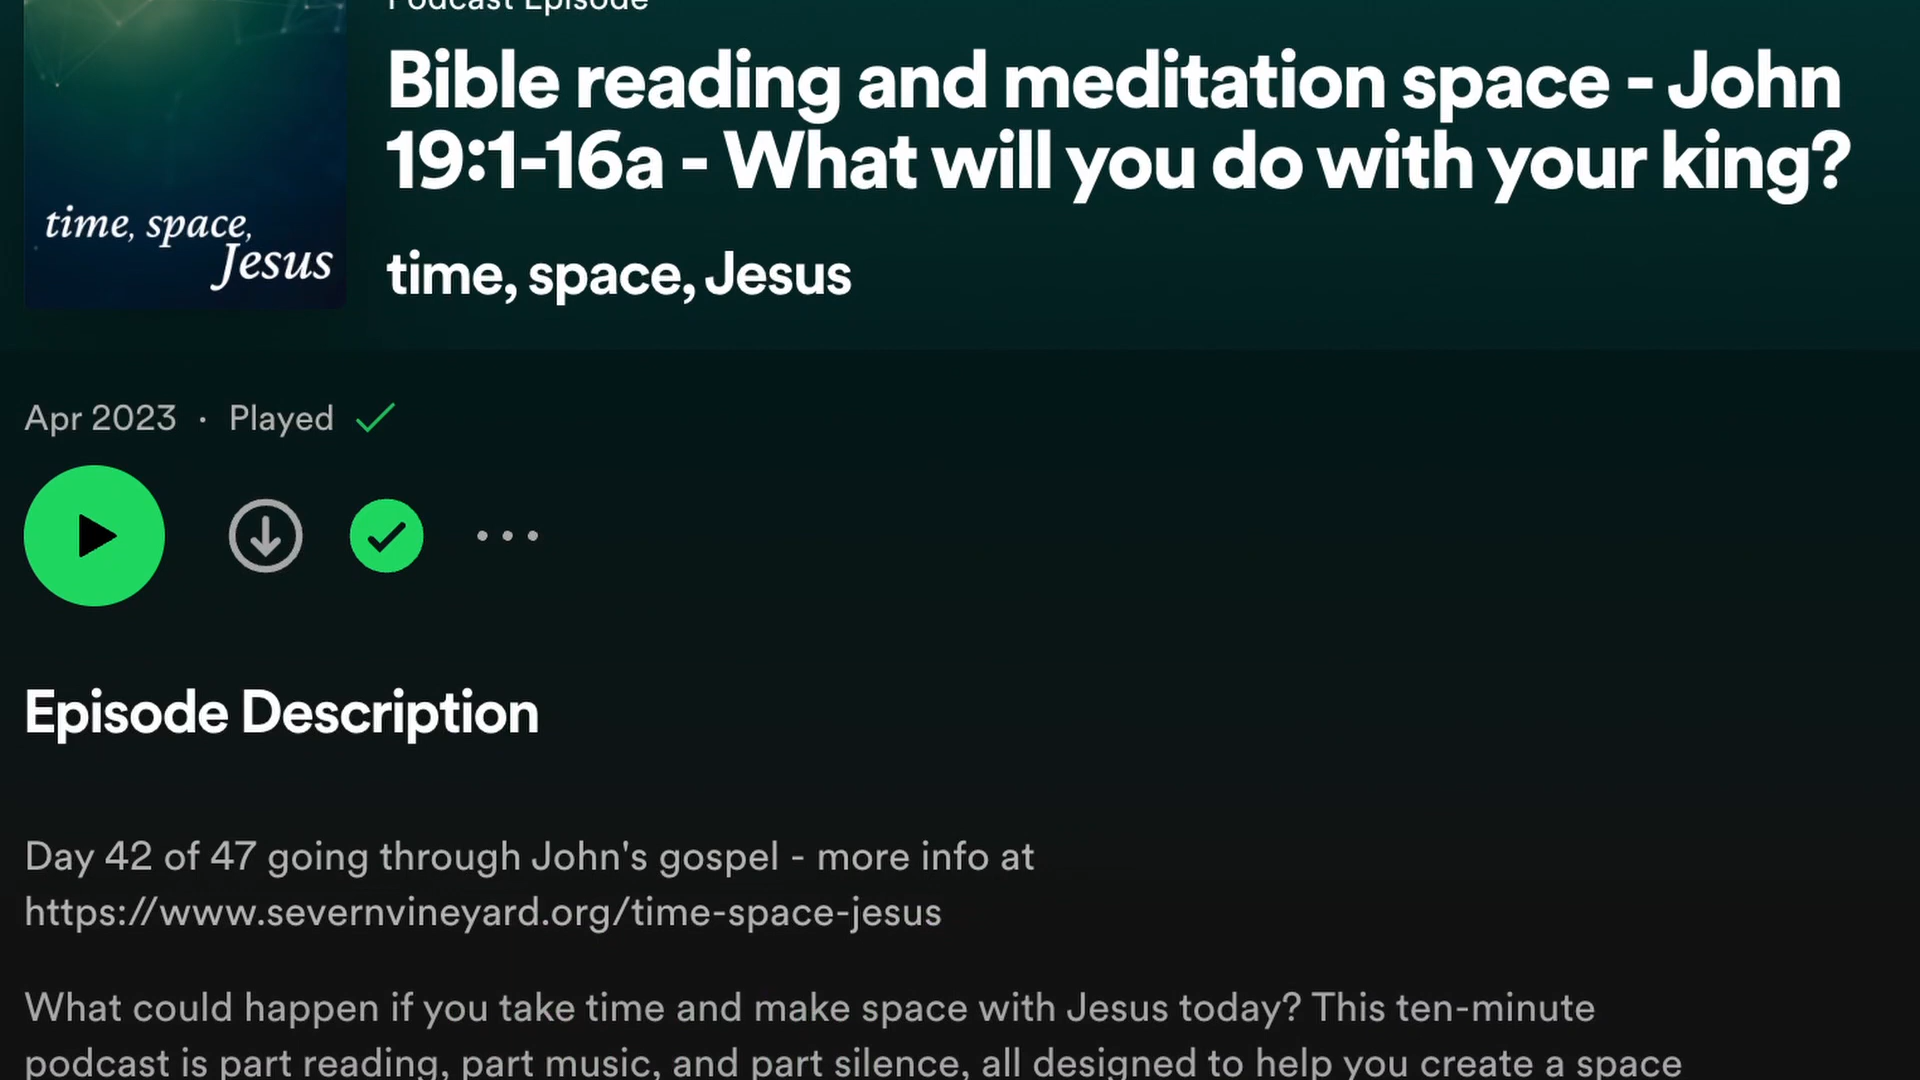 Podcast Episode
Bible reading and meditation space - John
19:1-16a - What will you do with your king?
time, space,
Jesus
time, space, Jesus
Apr 2023 · Played
Episode Description
Day 42 of 47 going through John's gospel - more info at
https://www.severnvineyard.org/time-space-jesus
What could happen if you take time and make space with Jesus today? This ten-minute
podcast is part reading, part music, and part silence, all designed to help you create a space